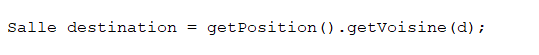 Salle destination = getPosition().getVoisine(d);